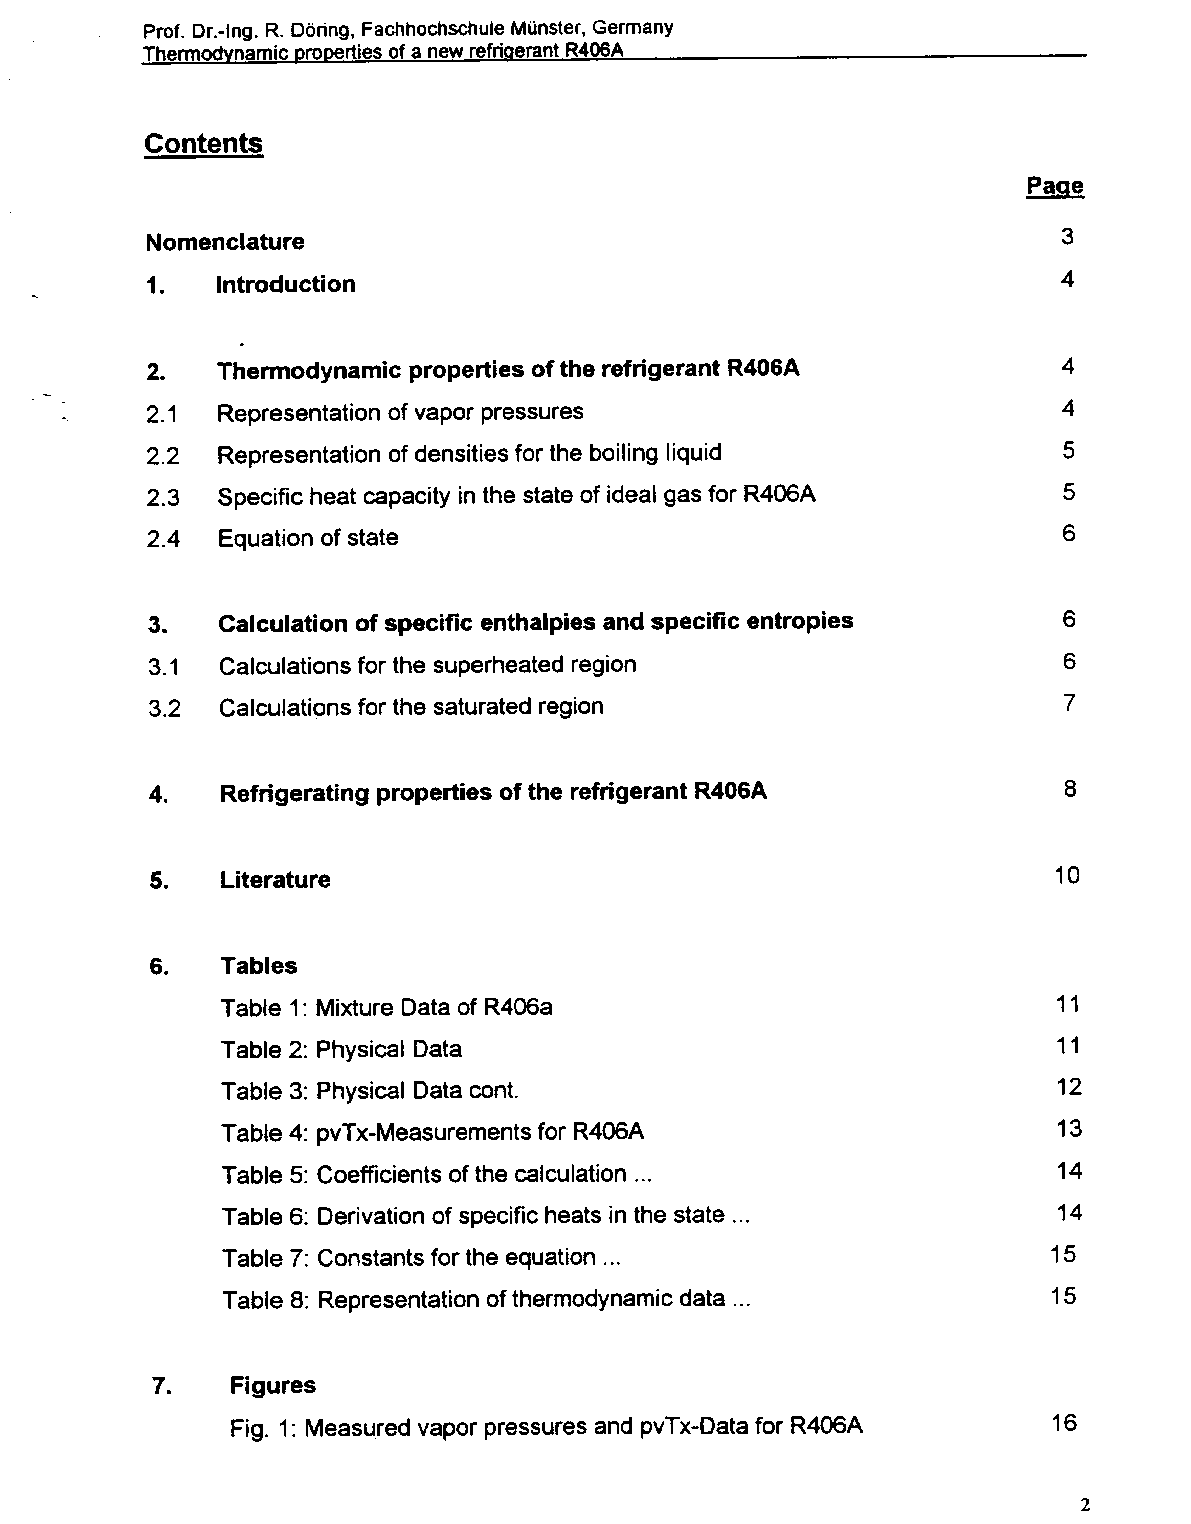 Prof. Dr.-Ing. R. Döring, Fachhochschule Münster, Germany
Thermodynamic properties of a new refrigerant R406A
Contents
Page
Nomenclature 3
1. Introduction 4
2. Thermodynamic properties of the refrigerant R406A 4
2.1 Representation of vapor pressures 4
2.2 Representation of densities for the boiling liquid 5
2.3 Specific heat capacity in the state of ideal gas for R406A 5
2.4 Equation of state 6
3. Calculation of specific enthalpies and specific entropies 6
3.1 Calculations for the superheated region 6
3.2 Calculations for the saturated region 7
4. Refrigerating properties of the refrigerant R406A 8
5. Literature 10
6. Tables
Table 1: Mixture Data of R406a 11
Table 2: Physical Data 11
Table 3: Physical Data cont. 12
Table 4: pvTx-Measurements for R406A 13
Table 5: Coefficients of the calculation ... 14
Table 6: Derivation of specific heats in the state ... 14
Table 7: Constants for the equation ... 15
Table 8: Representation of thermodynamic data ... 15
7. Figures
Fig. 1: Measured vapor pressures and pvTx-Data for R406A 16
2